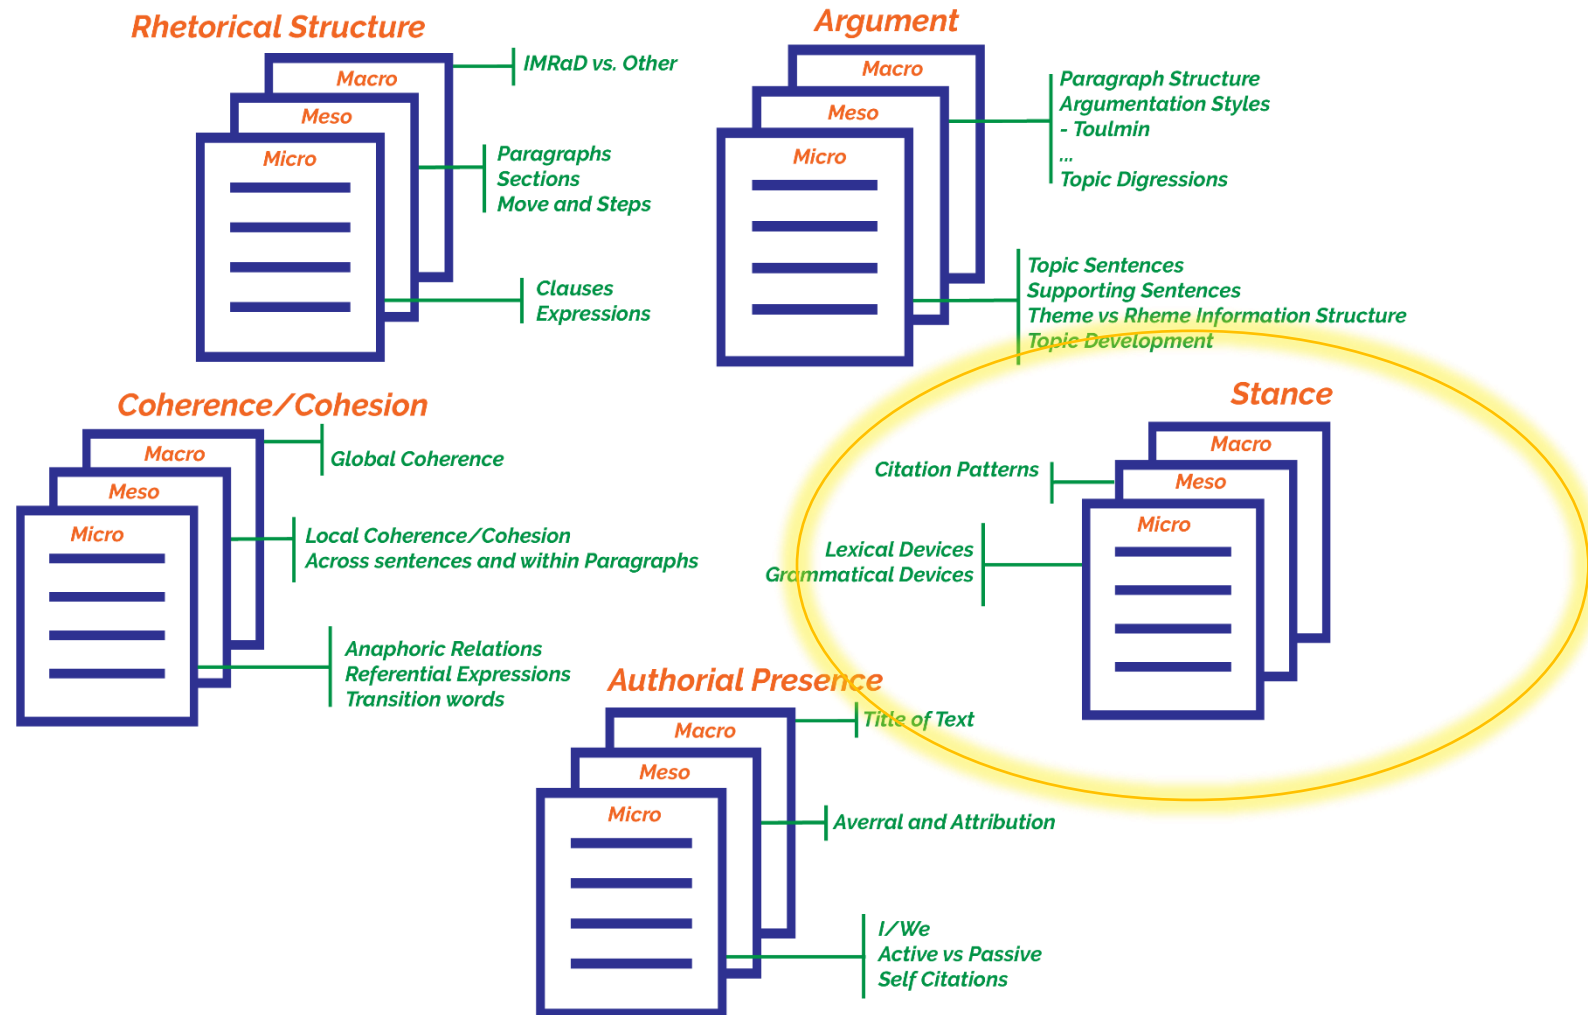 Rhetorical Structure
Macro
IMRaD vs. Other
Meso
Micro
Paragraphs
Sections
Move and Steps
Clauses
Expressions
Argument
Macro
Meso
Micro
Paragraph Structure
Argumentation Styles
- Toulmin
...
Topic Digressions
Topic Sentences
Supporting Sentences
Theme vs Rheme Information Structure
Topic Development
Coherence/Cohesion
Macro
Global Coherence
Meso
Micro
Local Coherence/Cohesion
Across sentences and within Paragraphs
Anaphoric Relations
Referential Expressions
Transition words
Stance
Macro
Citation Patterns
Meso
Micro
Lexical Devices
Grammatical Devices
Authorial Presence
Macro
Title of Text
Meso
Micro
Averral and Attribution
I/We
Active vs Passive
Self Citations